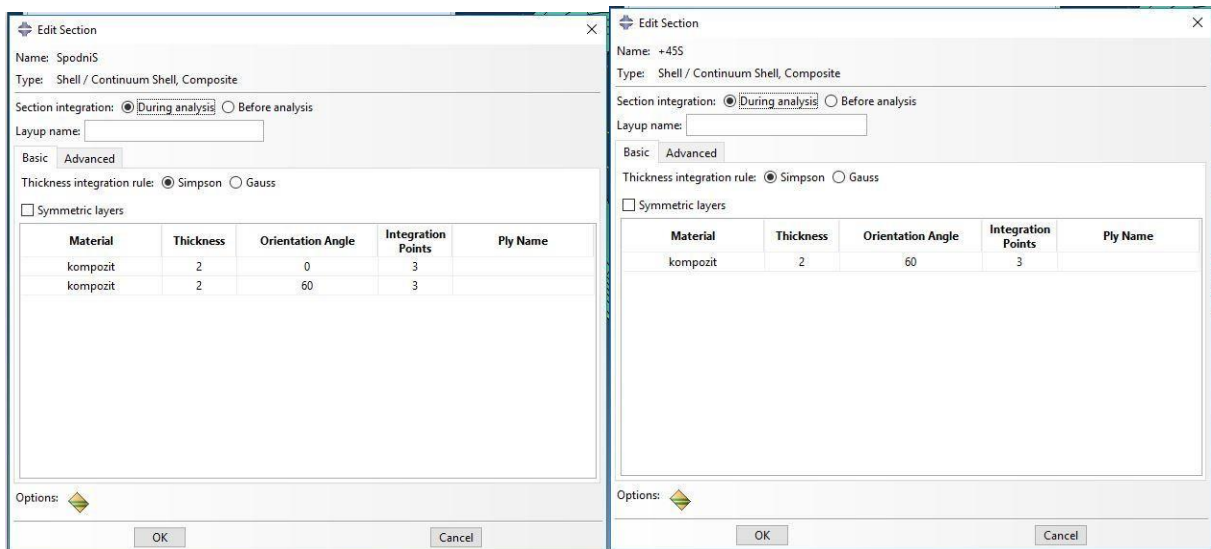 Edit Section
Name: SpodniS
Type: Shell / Continuum Shell, Composite
Section integration: During analysis Before analysis
Layup name:
Basic Advanced
Thickness integration rule: Simpson Gauss
Symmetric layers
Material Thickness Orientation Angle Integration Points Ply Name
kompozit 2 0 3
kompozit 2 60 3
Options:
OK Cancel
Edit Section
Name: +45S
Type: Shell / Continuum Shell, Composite
Section integration: During analysis Before analysis
Layup name:
Basic Advanced
Thickness integration rule: Simpson Gauss
Symmetric layers
Material Thickness Orientation Angle Integration Points Ply Name
kompozit 2 60 3
Options:
OK Cancel